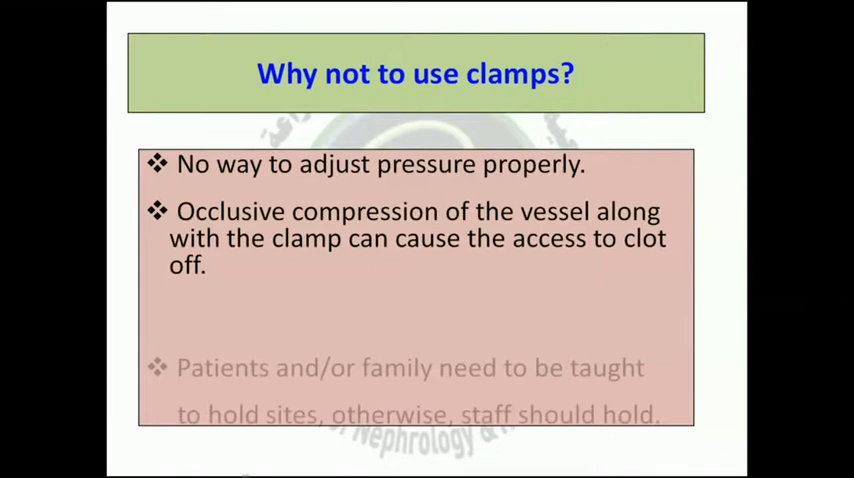 Why not to use clamps?
❖ No way to adjust pressure properly.
❖ Occlusive compression of the vessel along
with the clamp can cause the access to clot
off.
❖ Patients and/or family need to be taught
to hold sites, otherwise, staff should hold.
Nephrology &